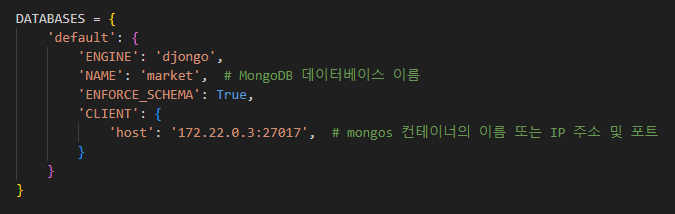 DATABASES = {
    'default': {
        'ENGINE': 'djongo',
        'NAME': 'market',  # MongoDB 데이터베이스 이름
        'ENFORCE_SCHEMA': True,
        'CLIENT': {
            'host': '172.22.0.3:27017',  # mongos 컨테이너의 이름 또는 IP 주소 및 포트
        }
    }
}